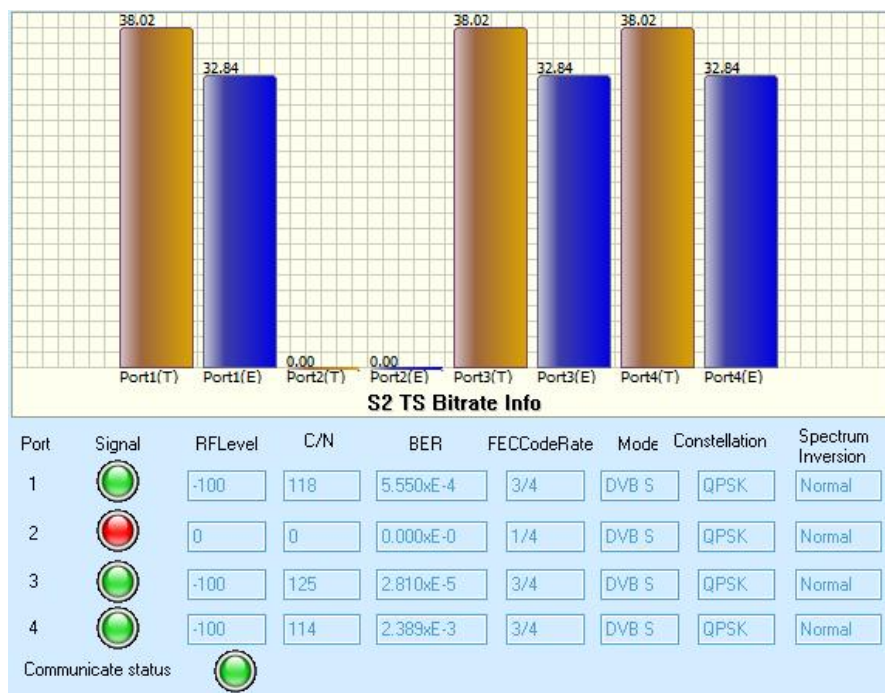 38.02 38.02 38.02
32.84 32.84 32.84
0.00 0.00
Port1(T) Port1(E) Port2(T) Port2(E) Port3(T) Port3(E) Port4(T) Port4(E)
S2 TS Bitrate Info
Port Signal RFLevel C/N BER FECCodeRate Mode Constellation Spectrum Inversion
1 -100 118 5.550xE-4 3/4 DVB S QPSK Normal
2 0 0 0.000xE-0 1/4 DVB S QPSK Normal
3 -100 125 2.810xE-5 3/4 DVB S QPSK Normal
4 -100 114 2.389xE-3 3/4 DVB S QPSK Normal
Communicate status